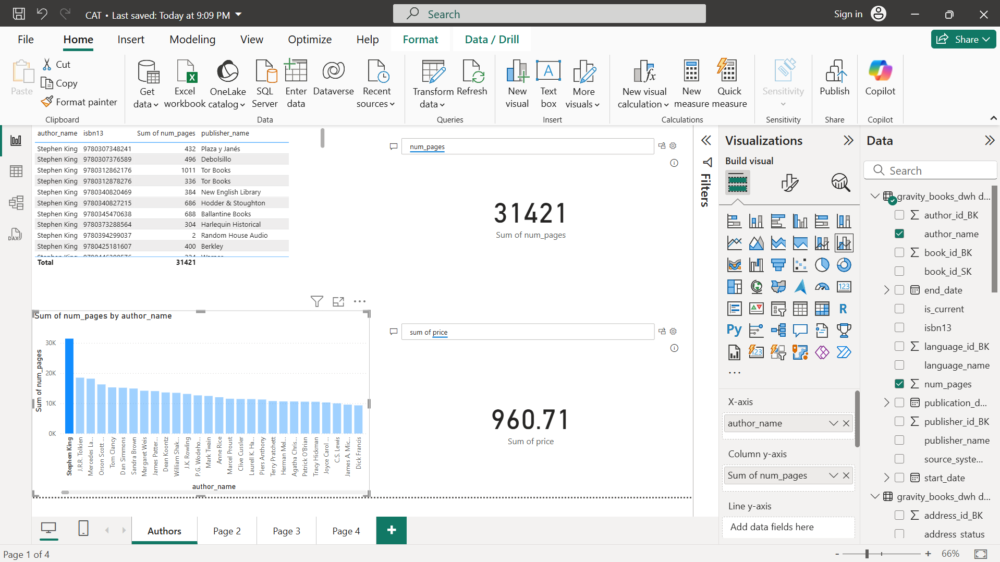 CAT • Last saved: Today at 9:09 PM
Search
Sign in
File
Home
Insert
Modeling
View
Optimize
Help
Format
Data / Drill
Share
Paste
Cut
Copy
Format painter
Clipboard
Get data
Excel workbook
OneLake catalog
SQL Server
Enter data
Dataverse
Recent sources
Data
Transform data
Refresh
Queries
New visual
Text box
More visuals
Insert
New visual calculation
New measure
Quick measure
Calculations
Sensitivity
Sensitivity
Publish
Share
Copilot
Copilot
author_name isbn13 Sum of num_pages publisher_name
Stephen King 9780307348241 432 Plaza y Janés
Stephen King 9780307376589 496 Debolsillo
Stephen King 9780312862176 1011 Tor Books
Stephen King 9780312878276 336 Tor Books
Stephen King 9780340820469 384 New English Library
Stephen King 9780340827215 686 Hodder & Stoughton
Stephen King 9780345470638 688 Ballantine Books
Stephen King 9780373288564 304 Harlequin Historical
Stephen King 9780394299037 2 Random House Audio
Stephen King 9780425181607 400 Berkley
Total 31421
num_pages
31421
Sum of num_pages
Sum of num_pages by author_name
Sum of num_pages
30K
20K
10K
0K
Stephen King
J.R.R. Tolkien
Mercedes La...
Orson Scott ...
Tom Clancy
Dan Simmons
Sandra Brown
Margaret Weis
James Patter...
Dean Koontz
William Shak...
J.K. Rowling
P.G. Wodeho...
Mark Twain
Anne Rice
Marcel Proust
Clive Cussler
Laurell K. Ha...
Piers Anthony
Terry Pratchett
Herman Mel...
Agatha Chris...
Patrick O'Brian
Tracy Hickman
Joyce Carol ...
C.S. Lewis
James A. Mic...
Dick Francis
author_name
sum of price
960.71
Sum of price
Filters
Visualizations
Build visual
123
R
Py
123
...
X-axis
author_name
Column y-axis
Sum of num_pages
Line y-axis
Add data fields here
Data
Search
gravity_books_dwh d...
author_id_BK
author_name
book_id_BK
book_id_SK
end_date
is_current
isbn13
language_id_BK
language_name
num_pages
publication_d...
publisher_id_BK
publisher_name
source_syste...
start_date
gravity_books_dwh d...
address_id_BK
address_status
DAX
Authors
Page 2
Page 3
Page 4
Page 1 of 4
66%